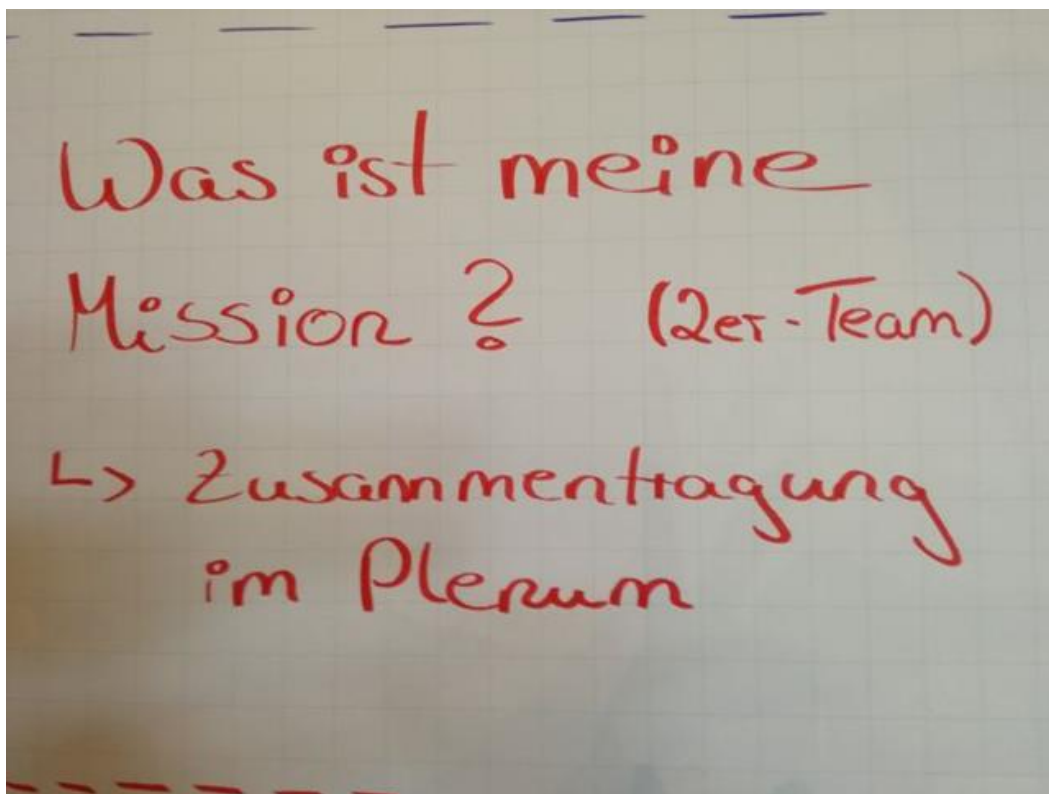 Was ist meine
Mission? (2er-Team)
↳ Zusammentragung
im Plenum